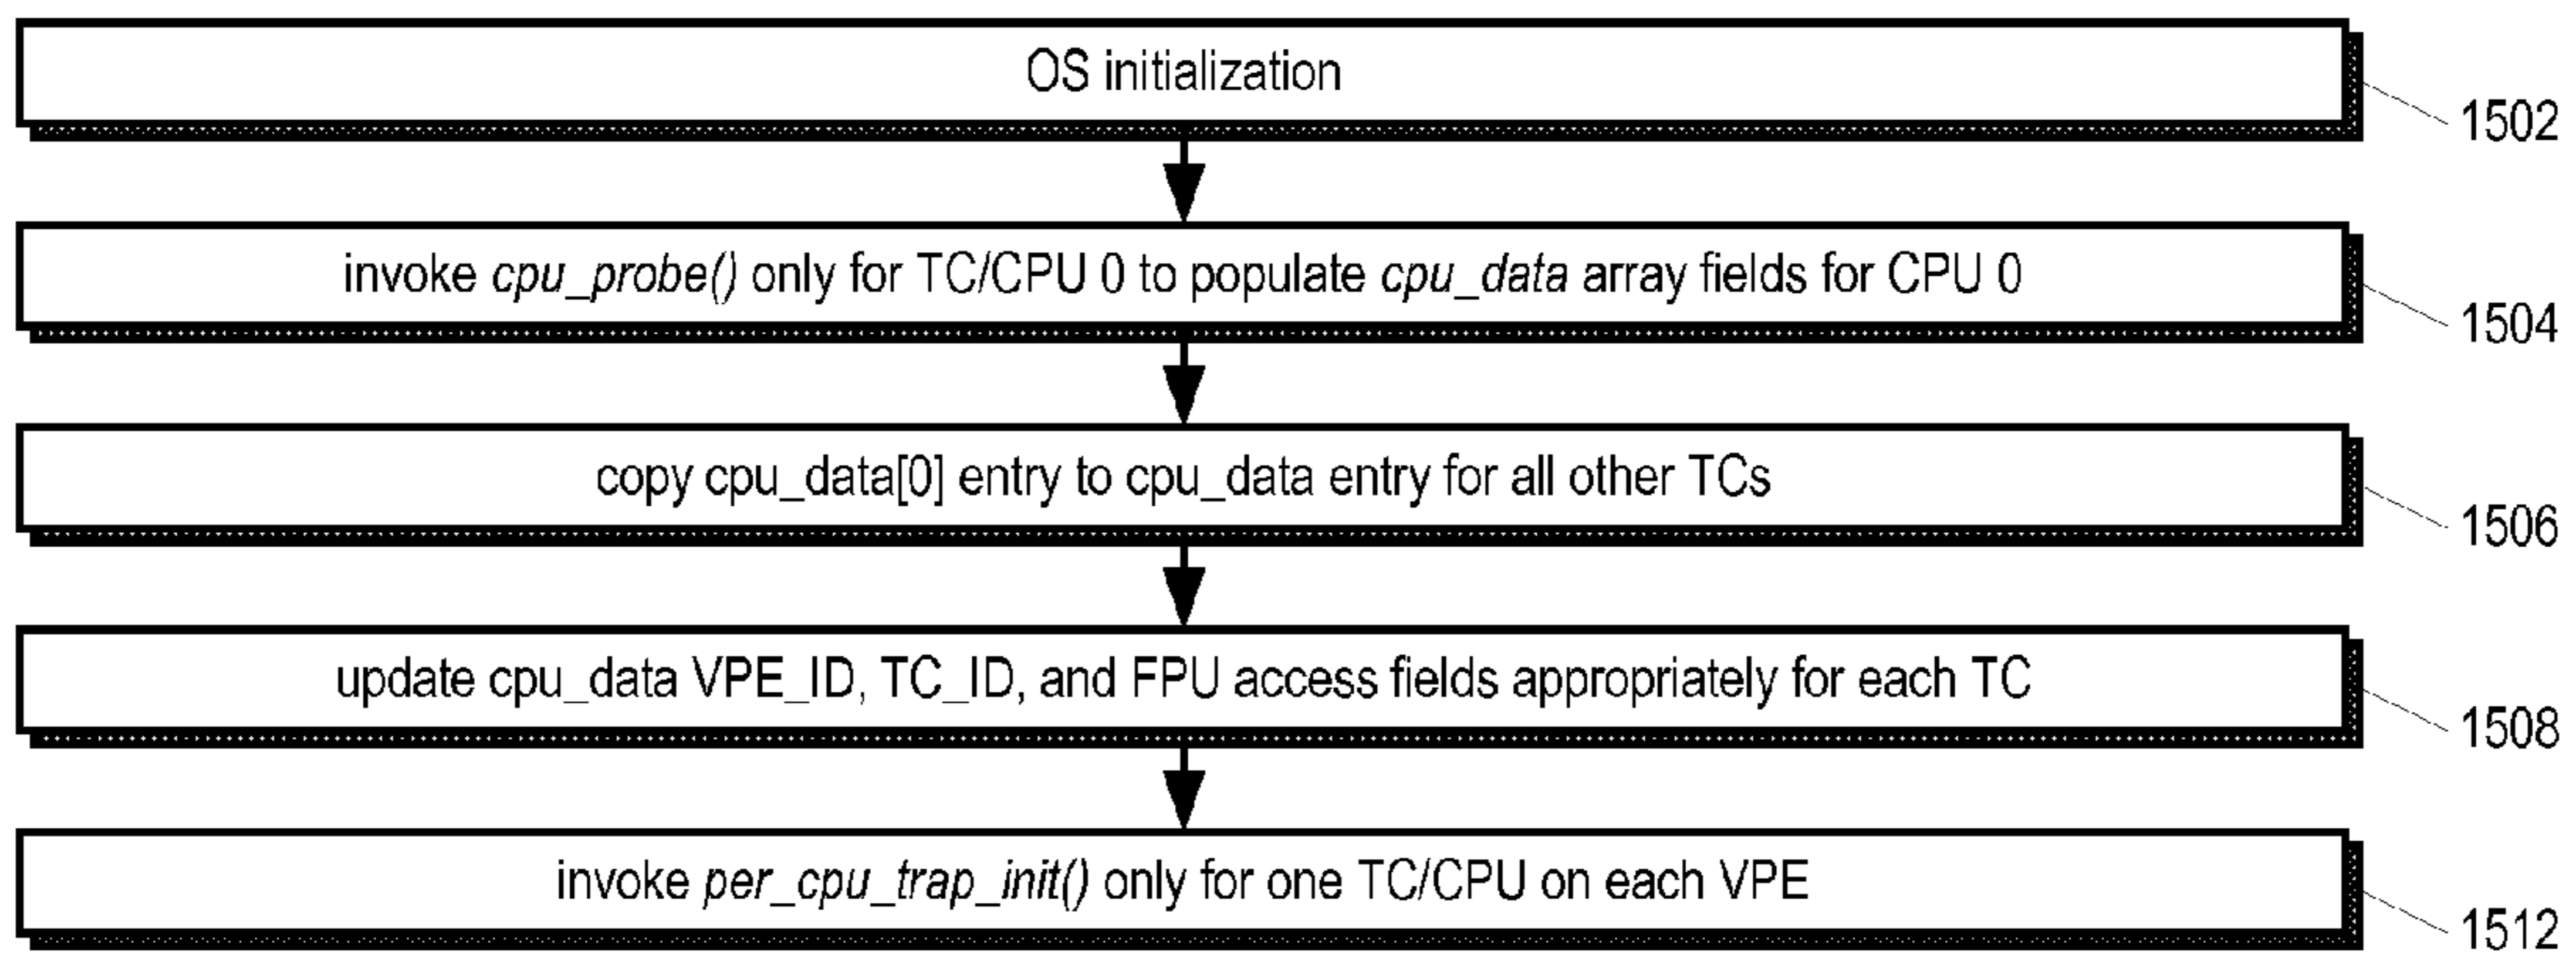 OS initialization
1502
invoke cpu_probe() only for TC/CPU 0 to populate cpu_data array fields for CPU 0
1504
copy cpu_data[0] entry to cpu_data entry for all other TCs
1506
update cpu_data VPE_ID, TC_ID, and FPU access fields appropriately for each TC
1508
invoke per_cpu_trap_init() only for one TC/CPU on each VPE
1512